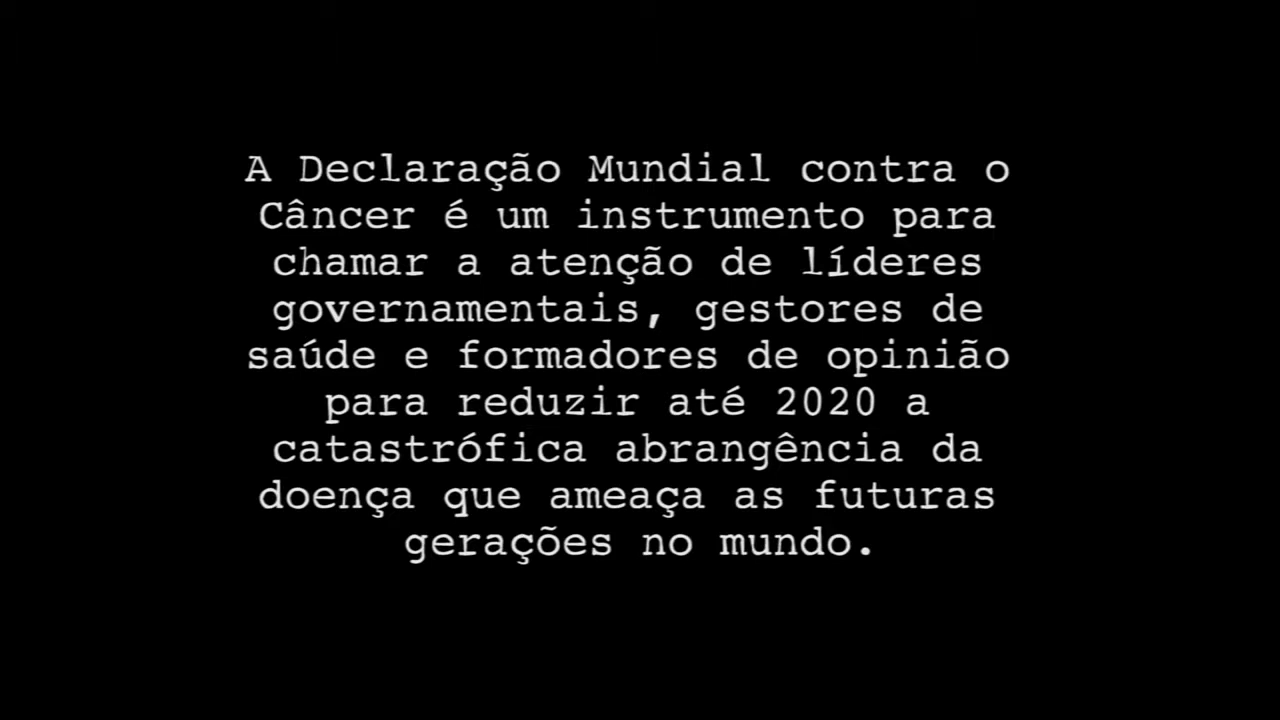 A Declaração Mundial contra o
Câncer é um instrumento para
chamar a atenção de líderes
governamentais, gestores de
saúde e formadores de opinião
para reduzir até 2020 a
catastrófica abrangência da
doença que ameaça as futuras
gerações no mundo.